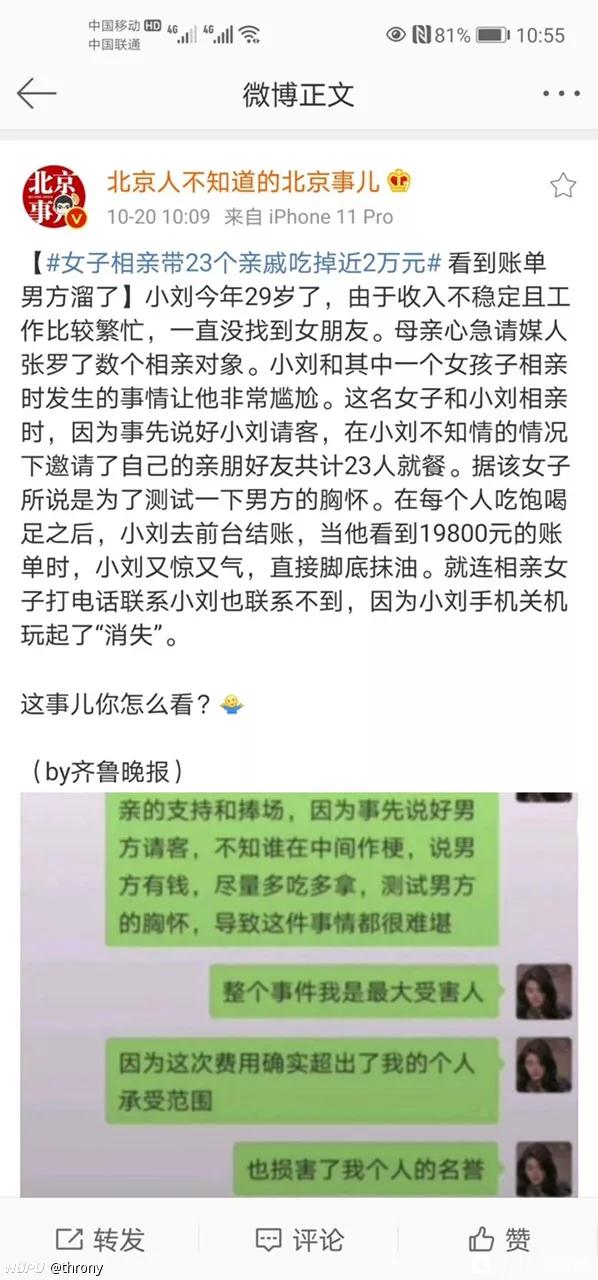 中国移动 HD 4G 4G 81% 10:55
中国联通
微博正文
北京人不知道的北京事儿
北京
事
10-20 10:09 来自 iPhone 11 Pro
【#女子相亲带23个亲戚吃掉近2万元# 看到账单
男方溜了】小刘今年29岁了，由于收入不稳定且工
作比较繁忙，一直没找到女朋友。母亲心急请媒人
张罗了数个相亲对象。小刘和其中一个女孩子相亲
时发生的事情让他非常尴尬。这名女子和小刘相亲
时，因为事先说好小刘请客，在小刘不知情的情况
下邀请了自己的亲朋好友共计23人就餐。据该女子
所说是为了测试一下男方的胸怀。在每个人吃饱喝
足之后，小刘去前台结账，当他看到19800元的账
单时，小刘又惊又气，直接脚底抹油。就连相亲女
子打电话联系小刘也联系不到，因为小刘手机关机
玩起了“消失”。
这事儿你怎么看？
（by齐鲁晚报）
亲的支持和捧场，因为事先说好男
方请客，不知谁在中间作梗，说男
方有钱，尽量多吃多拿，测试男方
的胸怀，导致这件事情都很难堪
整个事件我是最大受害人
因为这次费用确实超出了我的个人
承受范围
也损害了我个人的名誉
转发 评论 赞
HUPU @throny